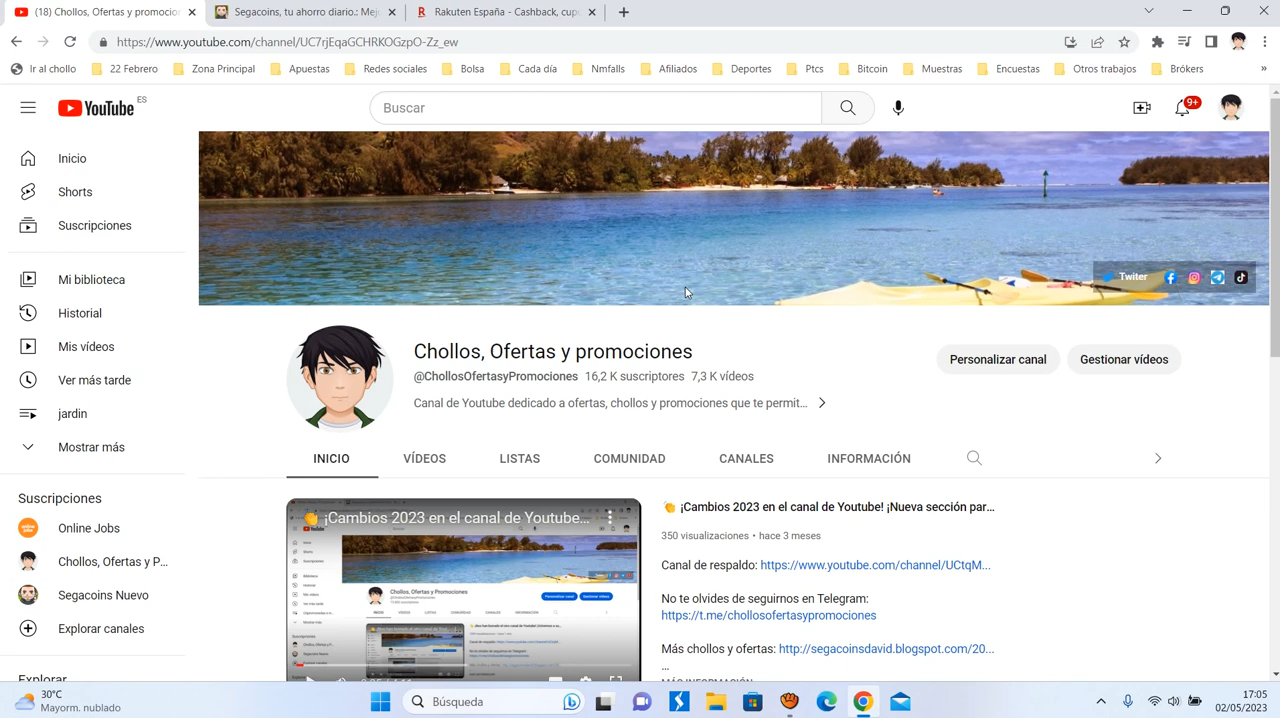 (18) Chollos, Ofertas y promocion
Segacoins, tu ahorro diario.: Mej
Rakuten España - Cashback, cup
https://www.youtube.com/channel/UC7rjEqaGCHRKOGzpO-Zz_ew
Ir al chollo
22 Febrero
Zona Principal
Apuestas
Redes sociales
Bolsa
Cada día
Nmfalls
Afiliados
Deportes
Ptcs
Bitcoin
Muestras
Encuestas
Otros trabajos
Brókers
»
YouTube ES
Buscar
9+
Inicio
Shorts
Suscripciones
Mi biblioteca
Historial
Mis vídeos
Ver más tarde
jardin
Mostrar más
Suscripciones
Online Jobs
Chollos, Ofertas y P...
Segacoins Nuevo
Explorar canales
Twiter
Chollos, Ofertas y promociones
@ChollosOfertasyPromociones 16,2 K suscriptores 7,3 K vídeos
Canal de Youtube dedicado a ofertas, chollos y promociones que te permit...
Personalizar canal
Gestionar vídeos
INICIO
VÍDEOS
LISTAS
COMUNIDAD
CANALES
INFORMACIÓN
¡Cambios 2023 en el canal de Youtube...
Chollos, Ofertas y Promociones
👏 ¡Cambios 2023 en el canal de Youtube! ¡Nueva sección par...
350 visualizaciones hace 3 meses
Canal de respaldo: https://www.youtube.com/channel/UCtqM...
No te olvides de seguirnos en Telegram:
https://t.me/chollosofertasypromociones
Más chollos y ofertas:
...
MÁS INFORMACIÓN
30°C
Mayorm. nublado
Búsqueda
17:05
02/05/2023